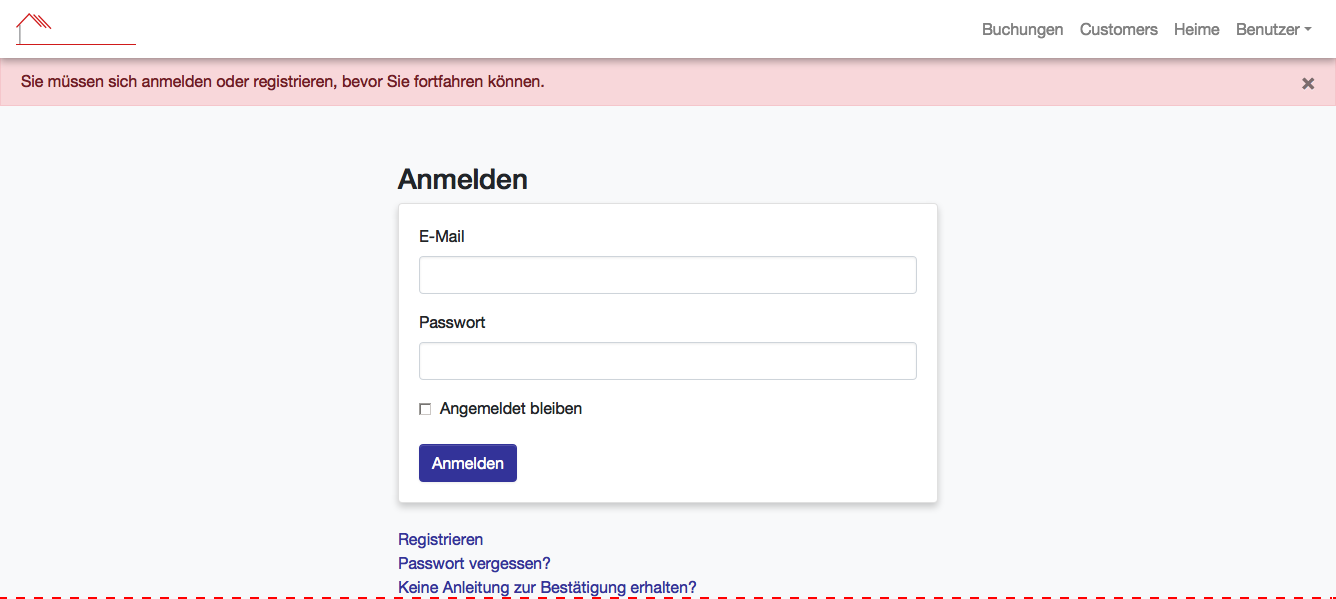 Buchungen Customers Heime Benutzer
Sie müssen sich anmelden oder registrieren, bevor Sie fortfahren können.
×
Anmelden
E-Mail
Passwort
Angemeldet bleiben
Anmelden
Registrieren
Passwort vergessen?
Keine Anleitung zur Bestätigung erhalten?